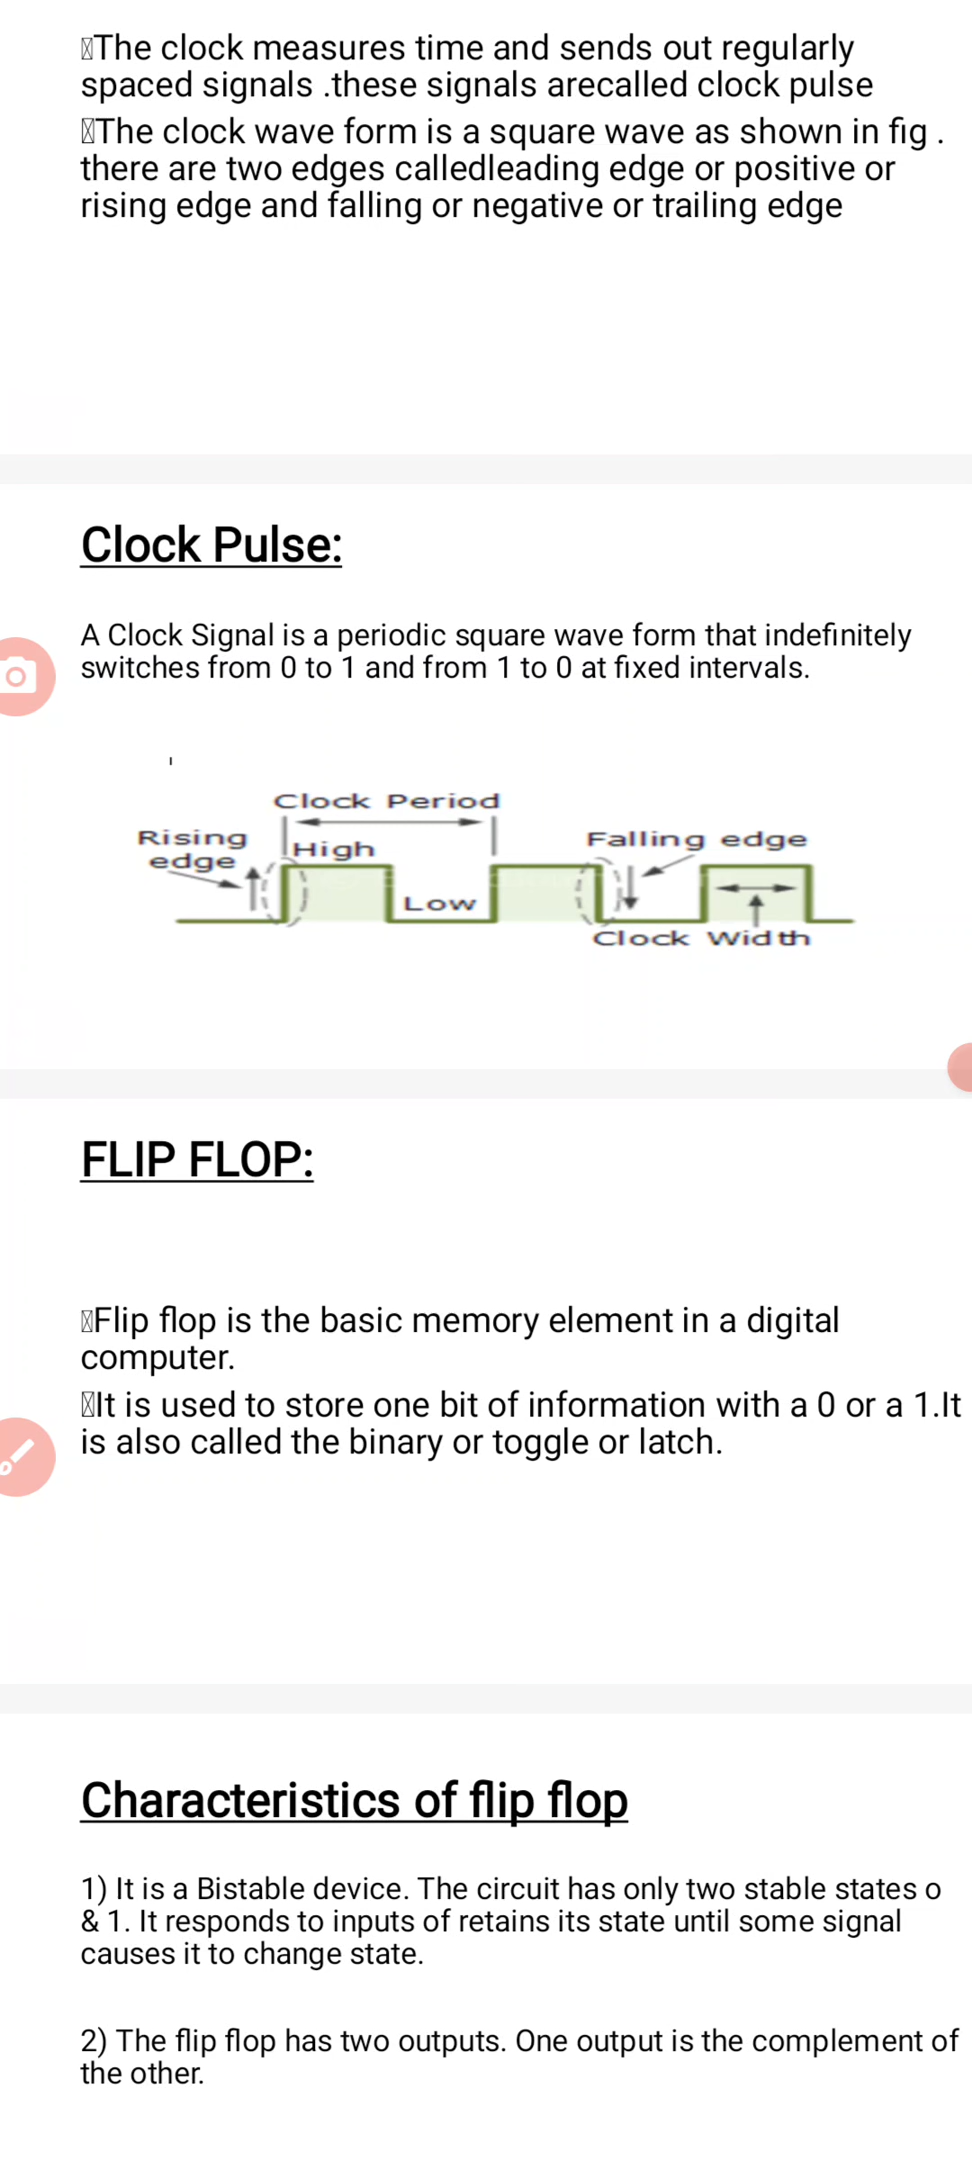 The clock measures time and sends out regularly
spaced signals .these signals arecalled clock pulse
The clock wave form is a square wave as shown in fig .
there are two edges calledleading edge or positive or
rising edge and falling or negative or trailing edge
Clock Pulse:
A Clock Signal is a periodic square wave form that indefinitely
switches from 0 to 1 and from 1 to 0 at fixed intervals.
Clock Period
Rising
edge
High
Low
Falling edge
Clock Width
FLIP FLOP:
Flip flop is the basic memory element in a digital
computer.
It is used to store one bit of information with a 0 or a 1.It
is also called the binary or toggle or latch.
Characteristics of flip flop
1) It is a Bistable device. The circuit has only two stable states o
& 1. It responds to inputs of retains its state until some signal
causes it to change state.
2) The flip flop has two outputs. One output is the complement of
the other.